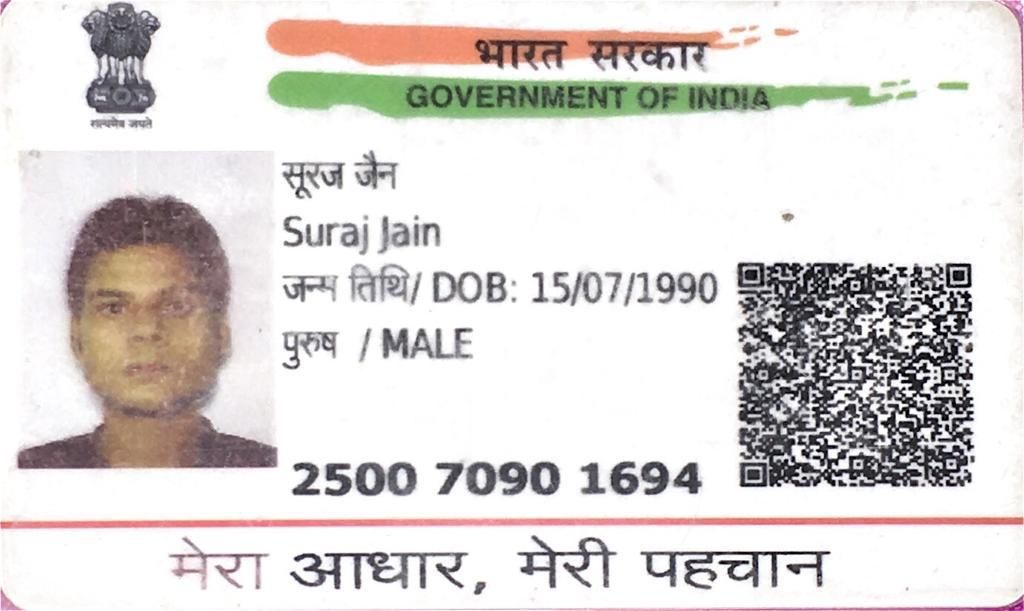 भारत सरकार
GOVERNMENT OF INDIA
सत्यमेव जयते
सूरज जैन
Suraj Jain
जन्म तिथि/ DOB: 15/07/1990
पुरुष / MALE
2500 7090 1694
मेरा आधार, मेरी पहचान